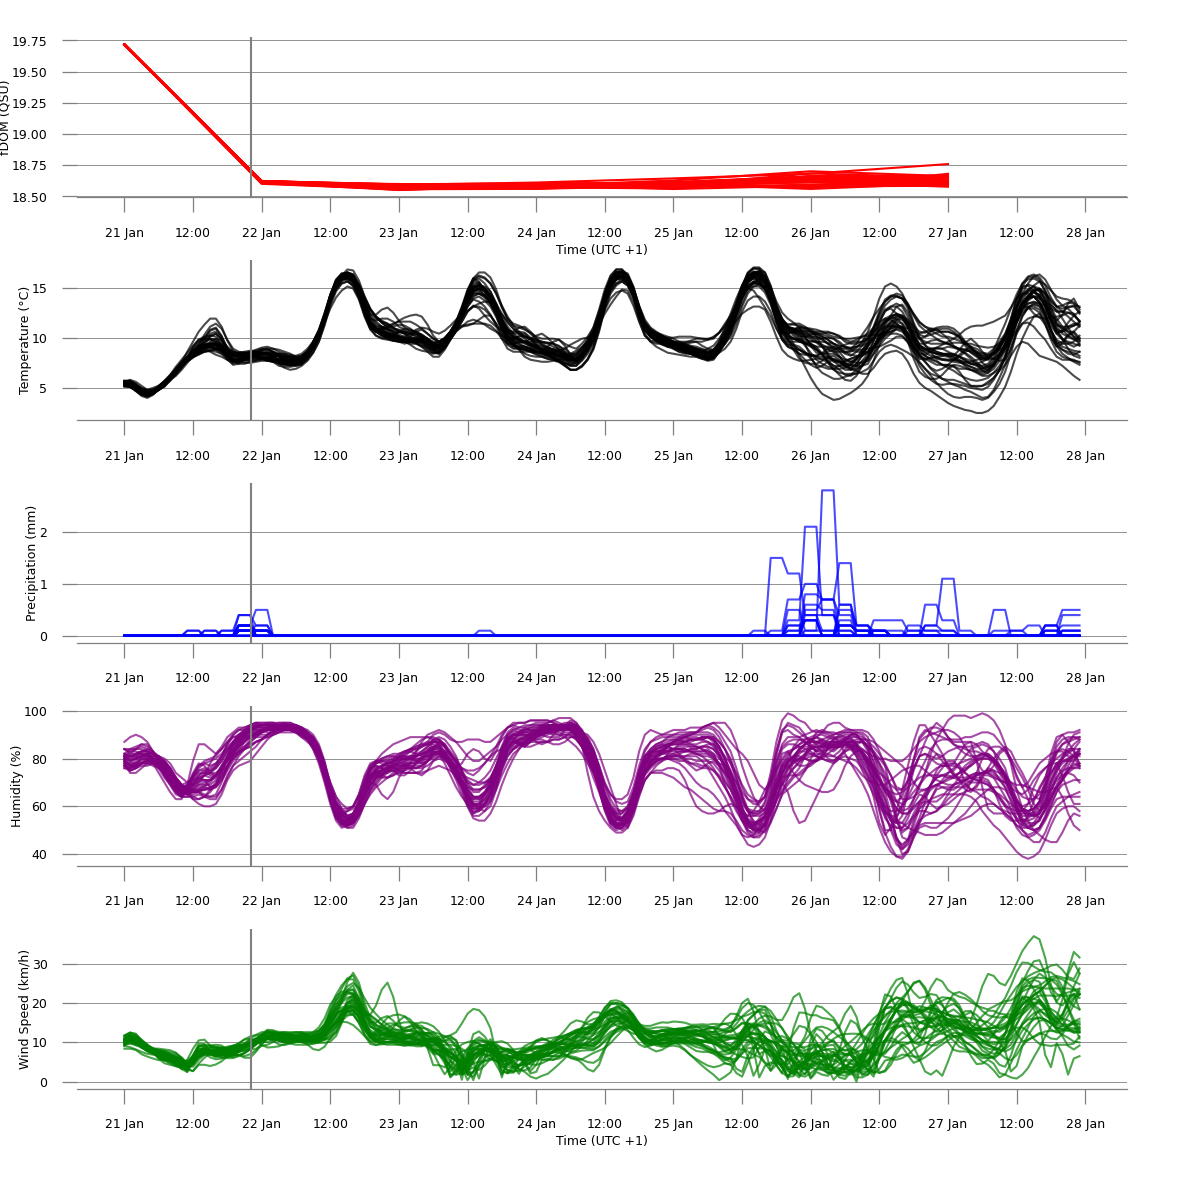 fDOM (QSU)
19.75
19.50
19.25
19.00
18.75
18.50
21 Jan 12:00 22 Jan 12:00 23 Jan 12:00 24 Jan 12:00 25 Jan 12:00 26 Jan 12:00 27 Jan 12:00 28 Jan
Time (UTC +1)
Temperature (°C)
15
10
5
21 Jan 12:00 22 Jan 12:00 23 Jan 12:00 24 Jan 12:00 25 Jan 12:00 26 Jan 12:00 27 Jan 12:00 28 Jan
Precipitation (mm)
2
1
0
21 Jan 12:00 22 Jan 12:00 23 Jan 12:00 24 Jan 12:00 25 Jan 12:00 26 Jan 12:00 27 Jan 12:00 28 Jan
Humidity (%)
100
80
60
40
21 Jan 12:00 22 Jan 12:00 23 Jan 12:00 24 Jan 12:00 25 Jan 12:00 26 Jan 12:00 27 Jan 12:00 28 Jan
Wind Speed (km/h)
30
20
10
0
21 Jan 12:00 22 Jan 12:00 23 Jan 12:00 24 Jan 12:00 25 Jan 12:00 26 Jan 12:00 27 Jan 12:00 28 Jan
Time (UTC +1)